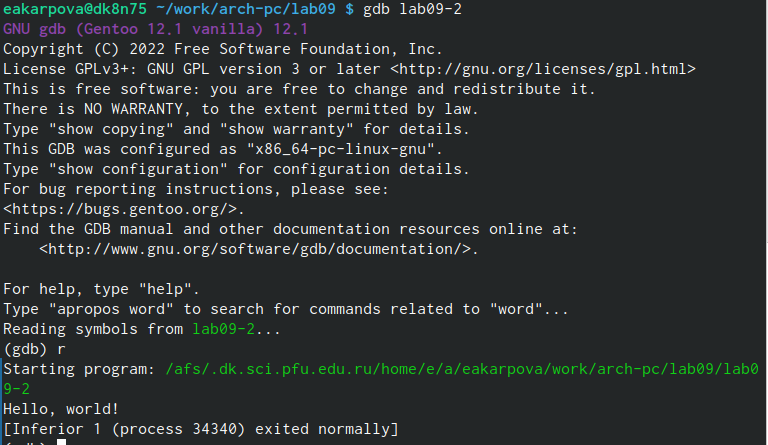 eakarpova@dk8n75 ~/work/arch-pc/lab09 $ gdb lab09-2
GNU gdb (Gentoo 12.1 vanilla) 12.1
Copyright (C) 2022 Free Software Foundation, Inc.
License GPLv3+: GNU GPL version 3 or later <http://gnu.org/licenses/gpl.html>
This is free software: you are free to change and redistribute it.
There is NO WARRANTY, to the extent permitted by law.
Type "show copying" and "show warranty" for details.
This GDB was configured as "x86_64-pc-linux-gnu".
Type "show configuration" for configuration details.
For bug reporting instructions, please see:
<https://bugs.gentoo.org/>.
Find the GDB manual and other documentation resources online at:
    <http://www.gnu.org/software/gdb/documentation/>.

For help, type "help".
Type "apropos word" to search for commands related to "word"...
Reading symbols from lab09-2...
(gdb) r
Starting program: /afs/.dk.sci.pfu.edu.ru/home/e/a/eakarpova/work/arch-pc/lab09/lab0
9-2
Hello, world!
[Inferior 1 (process 34340) exited normally]
(gdb)